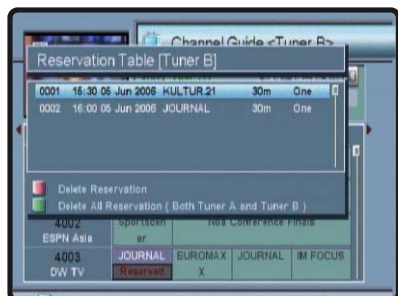 Channel Guide <Tuner B>
Reservation Table [Tuner B]
0001 15:30 05 Jun 2006 KULTUR.21 30m One
0002 16:00 05 Jun 2006 JOURNAL 30m One
Delete Reservation
Delete All Reservation ( Both Tuner A and Tuner B )
4002 Sportscen Nba Conference Finals
ESPN Asia er
4003 JOURNAL EUROMAX JOURNAL IM FOCUS
DW TV Reserved X